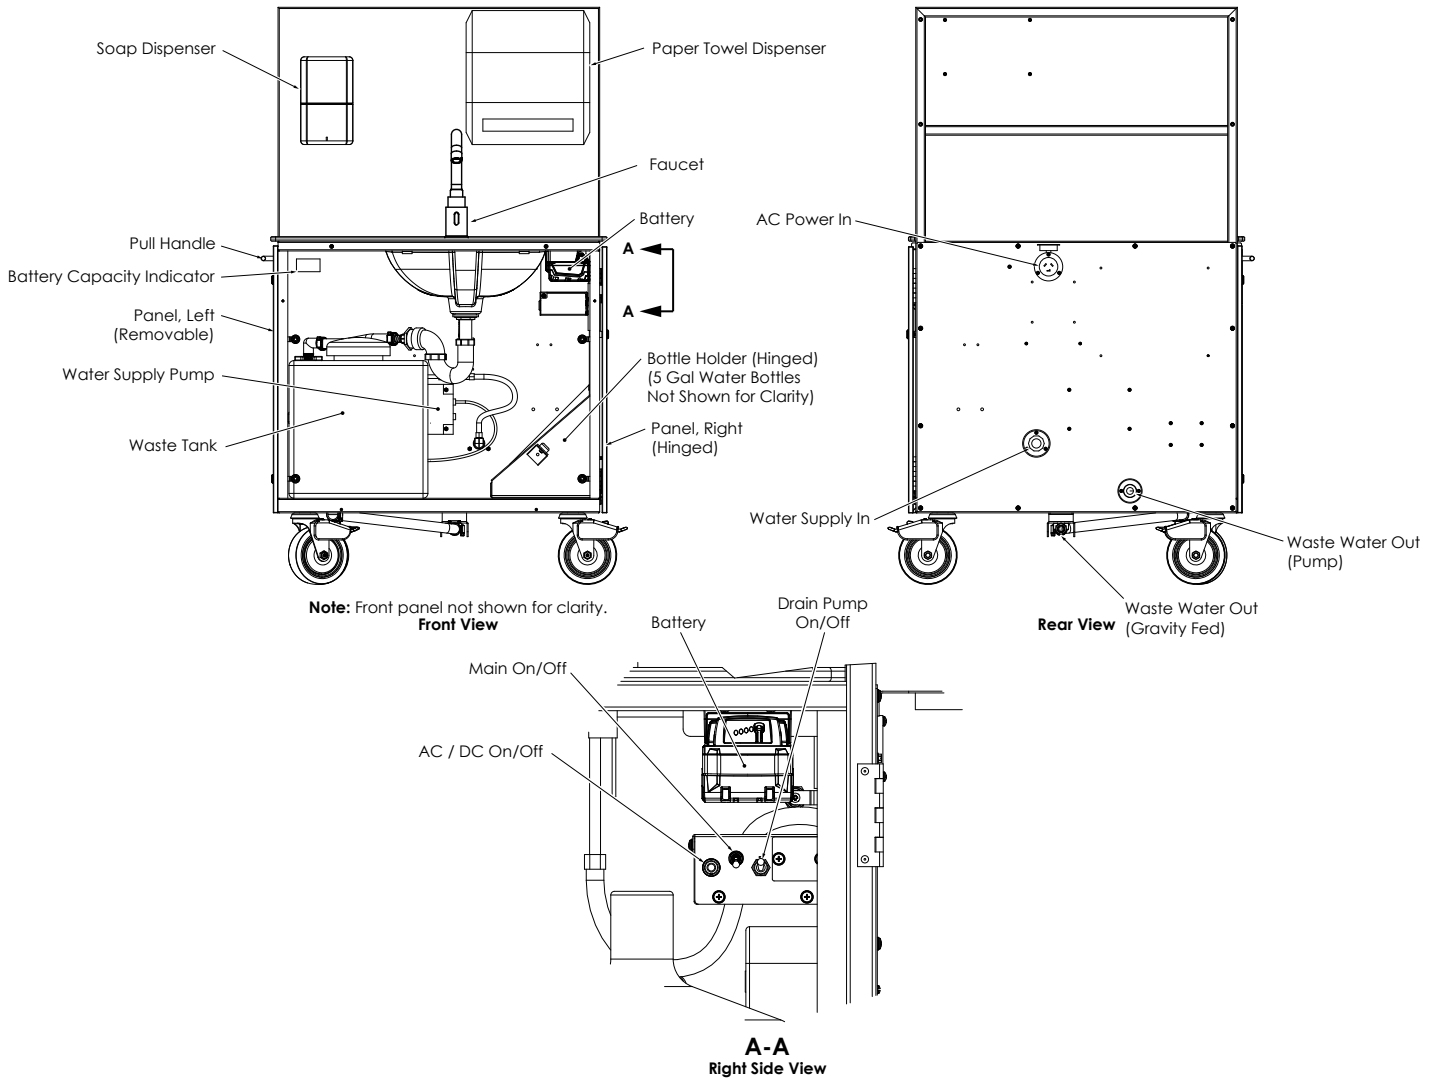 Soap Dispenser
Paper Towel Dispenser
Faucet
Battery
A
A
Pull Handle
Battery Capacity Indicator
Panel, Left
(Removable)
Water Supply Pump
Waste Tank
Bottle Holder (Hinged)
(5 Gal Water Bottles
Not Shown for Clarity)
Panel, Right
(Hinged)
Note: Front panel not shown for clarity.
Front View
AC Power In
Water Supply In
Waste Water Out
(Pump)
Waste Water Out
(Gravity Fed)
Rear View
Battery
Drain Pump
On/Off
Main On/Off
AC / DC On/Off
A-A
Right Side View